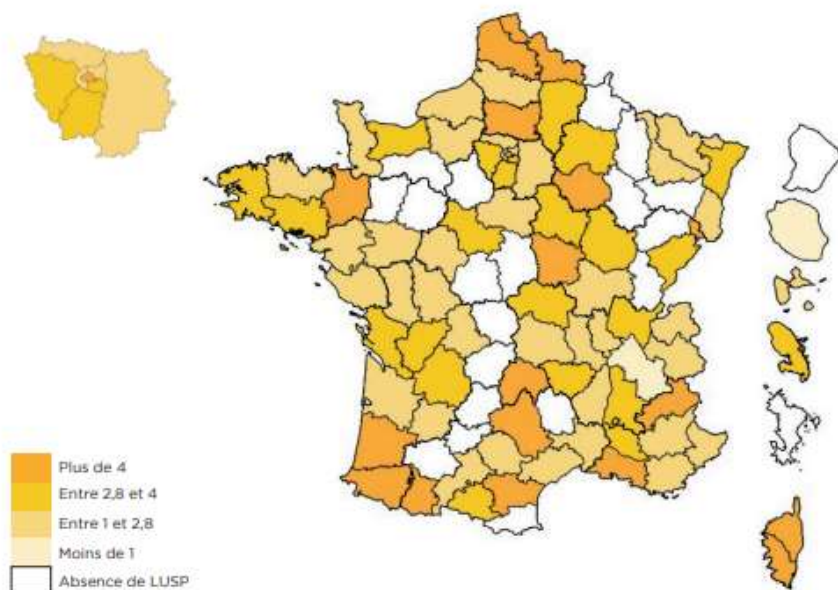 Plus de 4
Entre 2,8 et 4
Entre 1 et 2,8
Moins de 1
Absence de LUSP